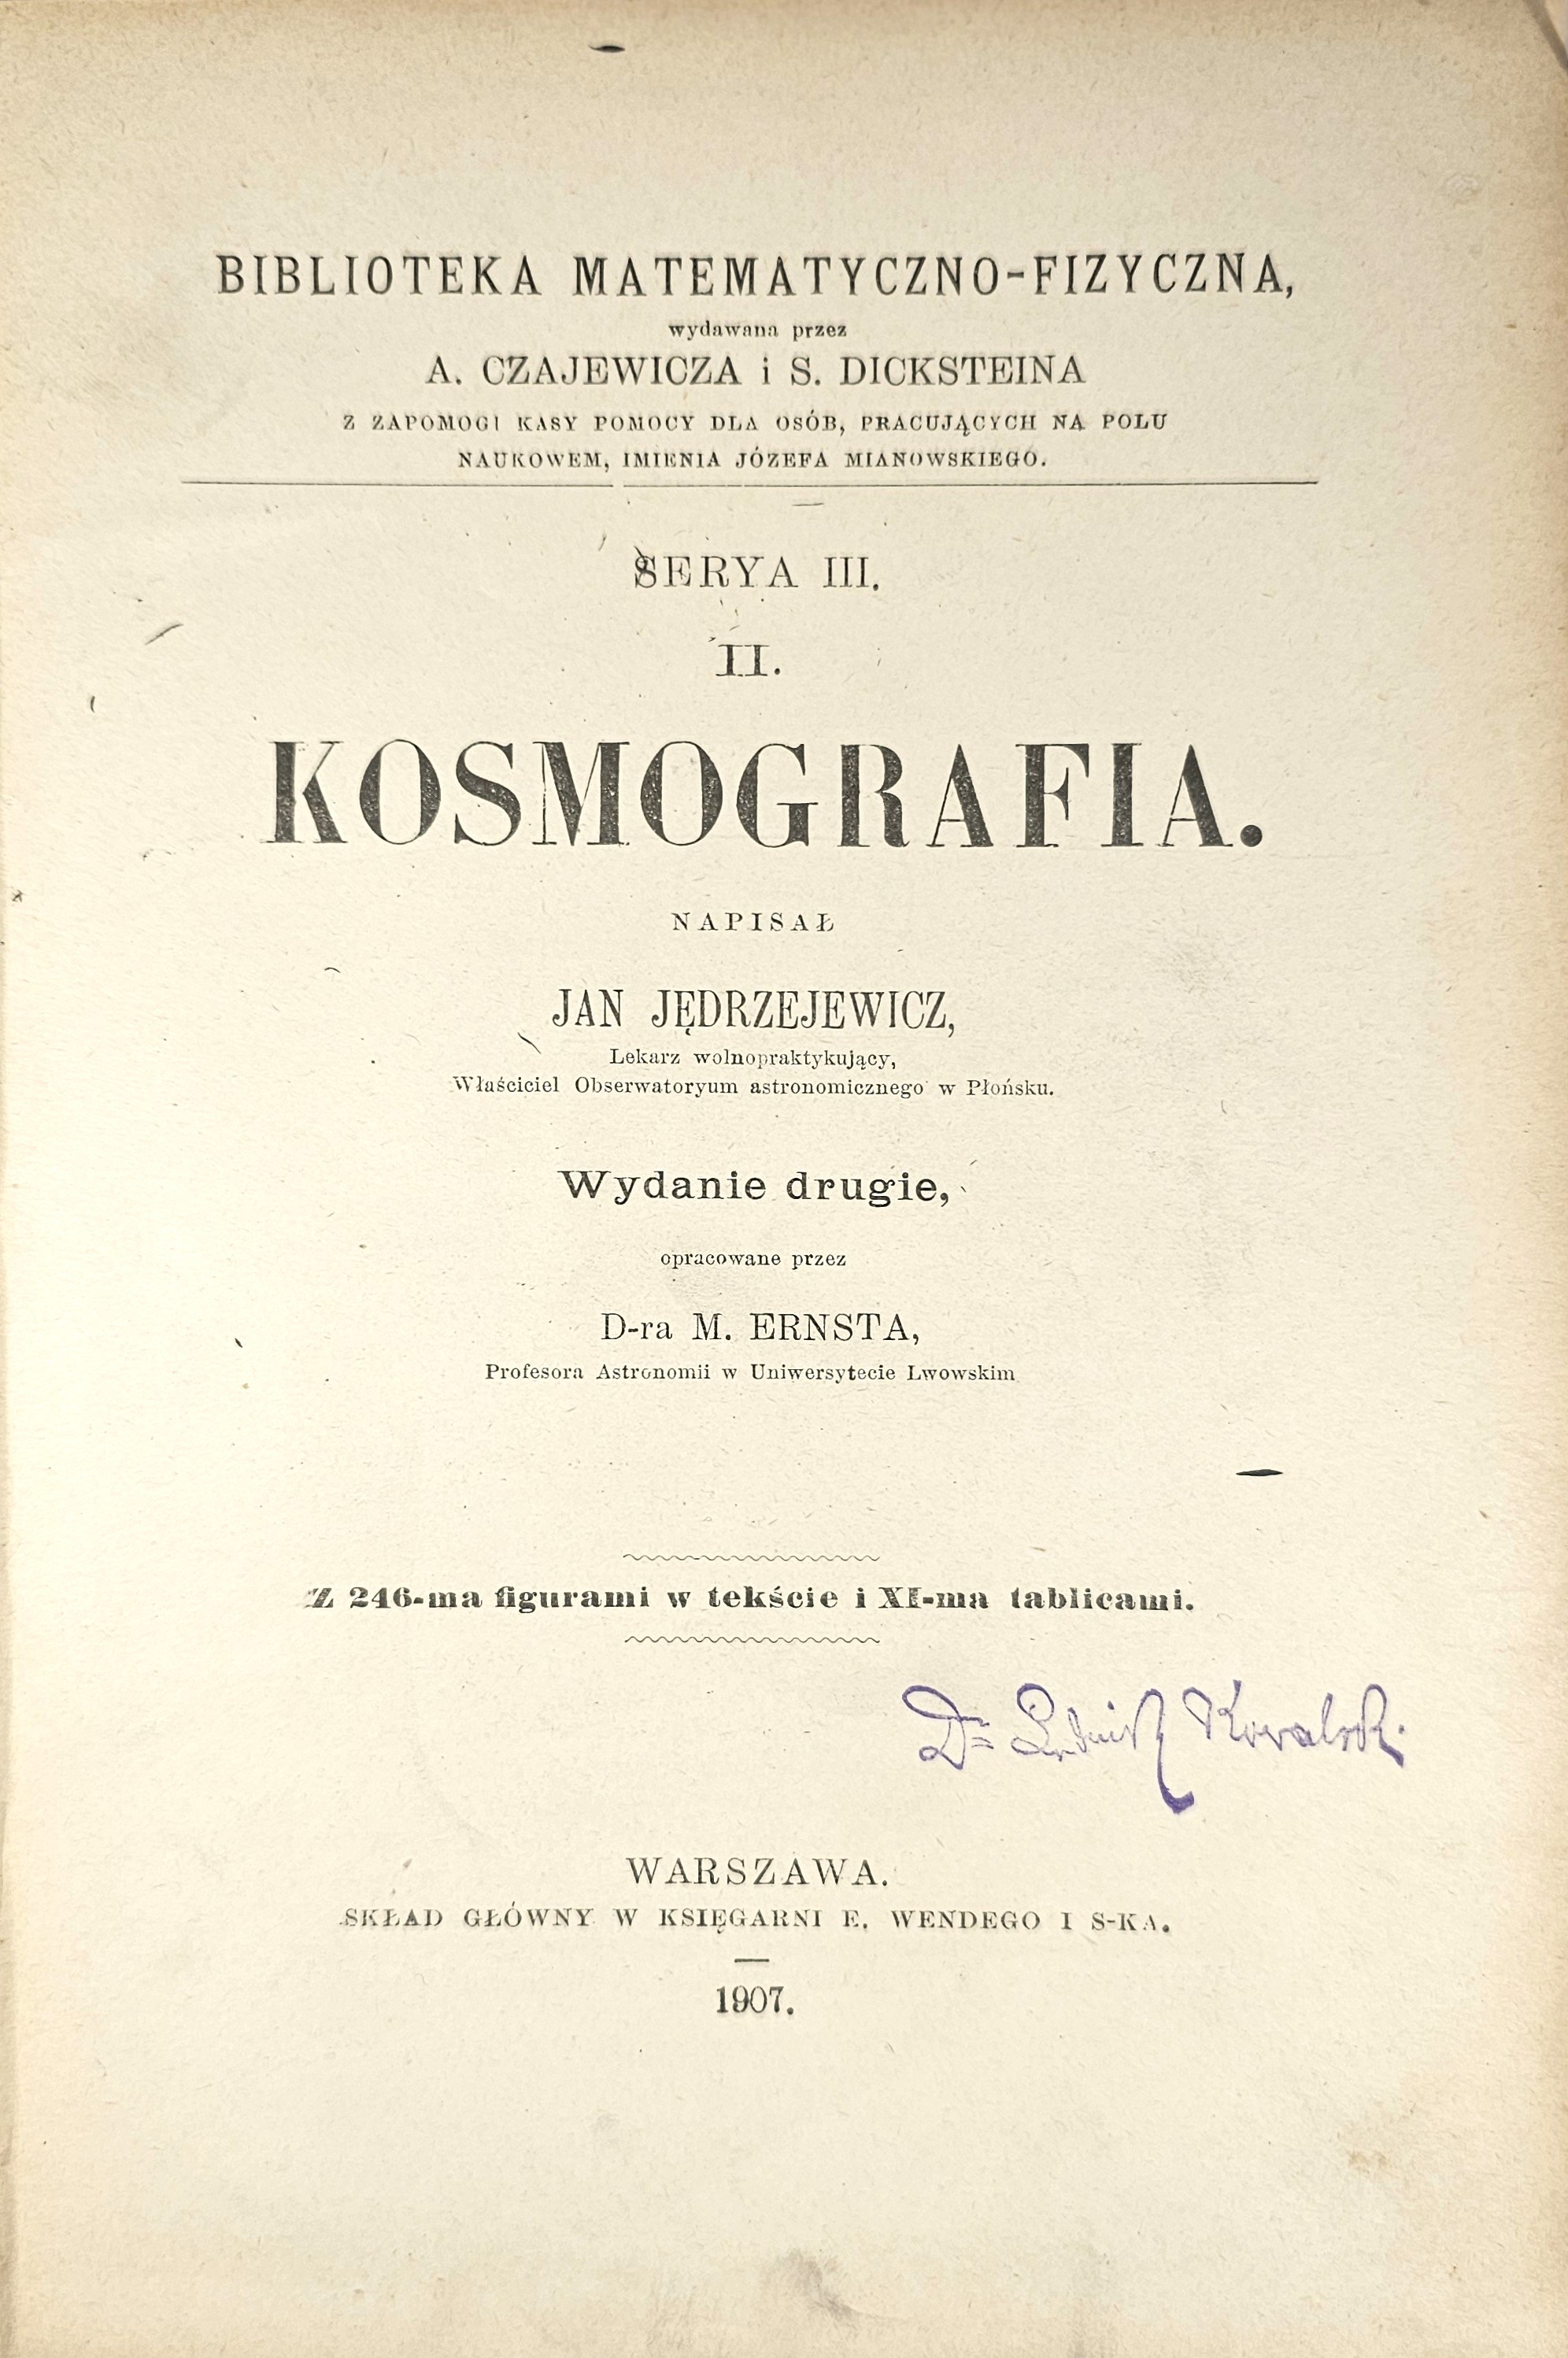 BIBLIOTEKA MATEMATYCZNO-FIZYCZNA,
wydawana przez
A. CZAJEWICZA i S. DICKSTEINA
Z ZAPOMOGI KASY POMOCY DLA OSÓB, PRACUJĄCYCH NA POLU
NAUKOWEM, IMIENIA JÓZEFA MIANOWSKIEGO.
SERYA III.
II.
KOSMOGRAFIA.
NAPISAŁ
JAN JĘDRZEJEWICZ,
Lekarz wolnopraktykujący,
Właściciel Obserwatoryum astronomicznego w Płońsku.
Wydanie drugie,
opracowane przez
D-ra M. ERNSTA,
Profesora Astronomii w Uniwersytecie Lwowskim
Z 246-ma figurami w tekście i XI-ma tablicami.
Dr Kowalski
WARSZAWA.
SKŁAD GŁÓWNY W KSIĘGARNI E. WENDEGO I S-KA.
1907.